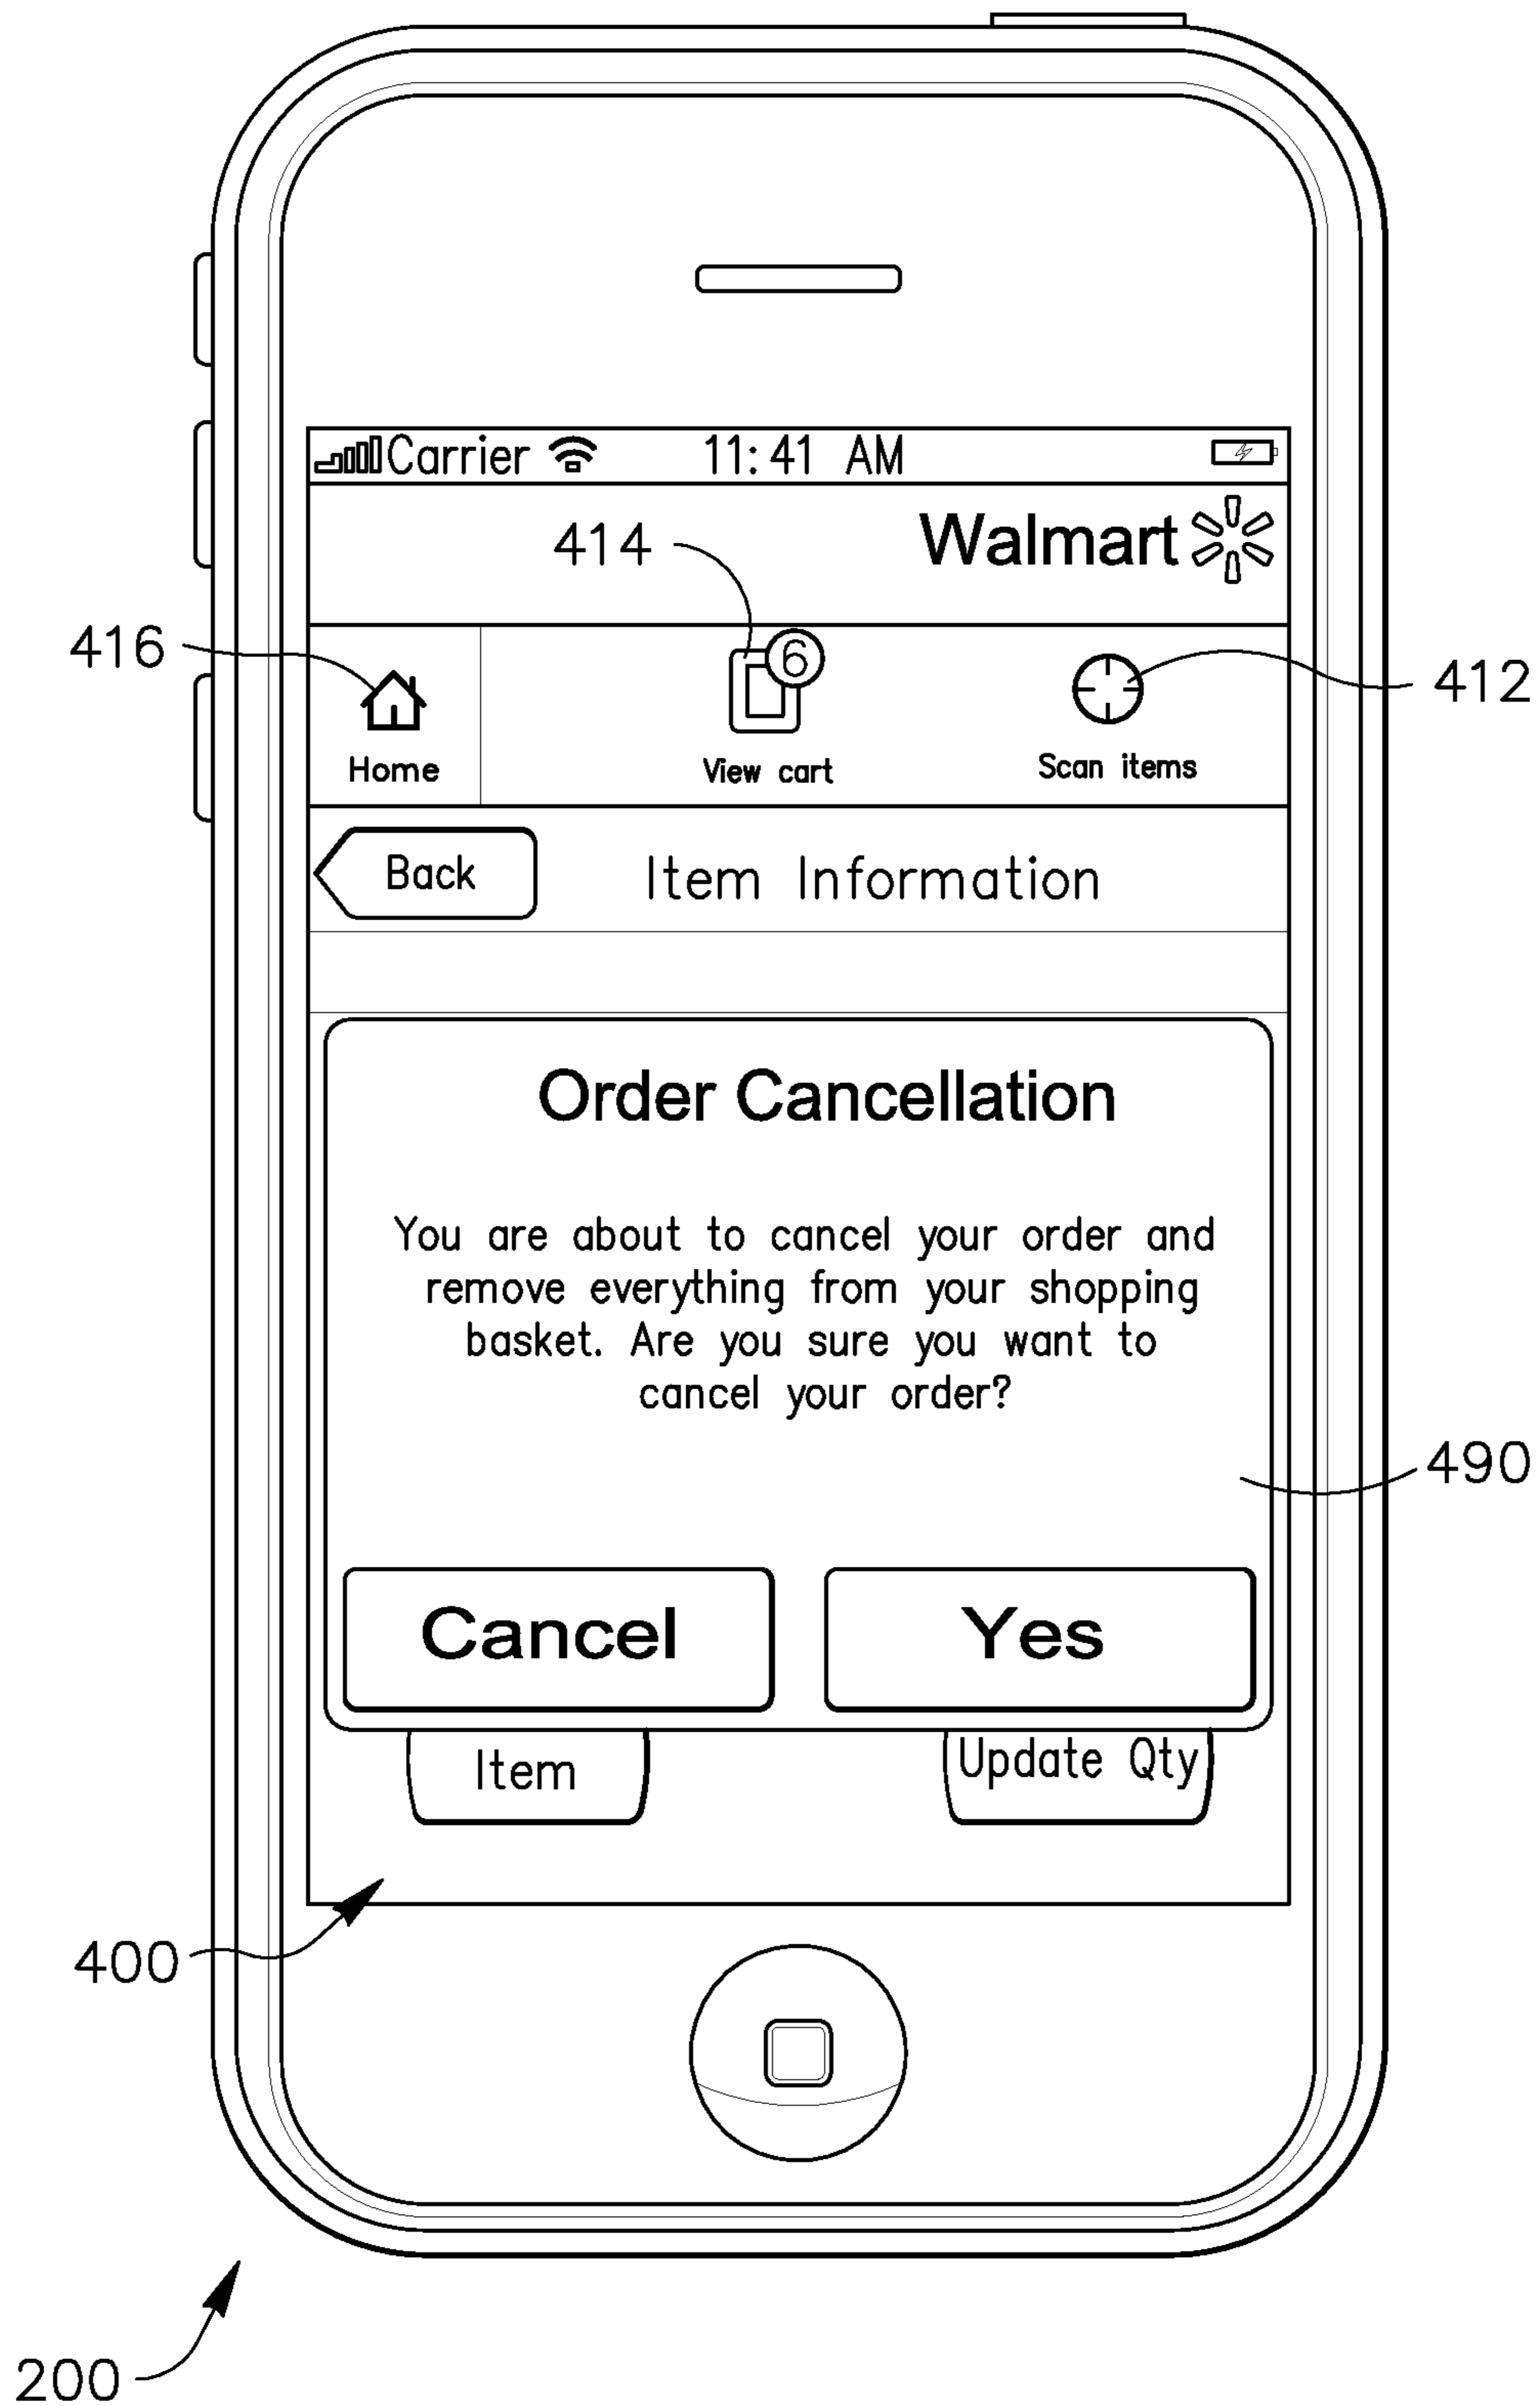 Carrier 11:41 AM
414
Walmart
416
6
412
Home
View cart
Scan items
Back
Item Information
Order Cancellation
You are about to cancel your order and
remove everything from your shopping
basket. Are you sure you want to
cancel your order?
490
Cancel
Yes
Item
Update Qty
400
200